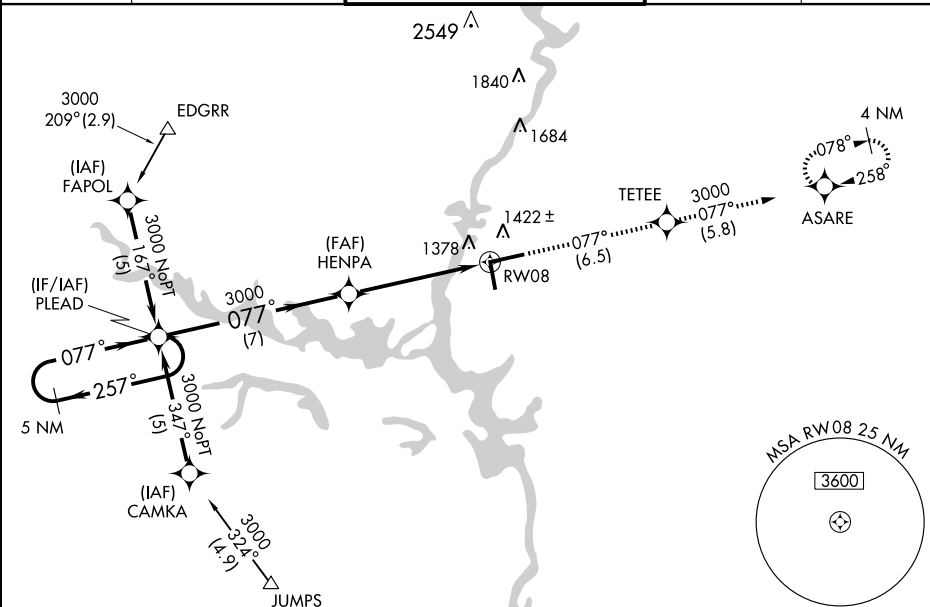 2549
1840
1684
3000
209° (2.9)
EDGRR
(IAF)
FAPOL
3000 NoPT
167°
(5)
(IF/IAF)
PLEAD
077°
257°
5 NM
3000 NoPT
347°
(5)
(IAF)
CAMKA
3000
324°
(4.9)
JUMPS
3000
077°
(7)
(FAF)
HENPA
1378
1422 ±
RW08
077°
(6.5)
TETEE
3000
077°
(5.8)
4 NM
078°
258°
ASARE
MSA RW08 25 NM
3600